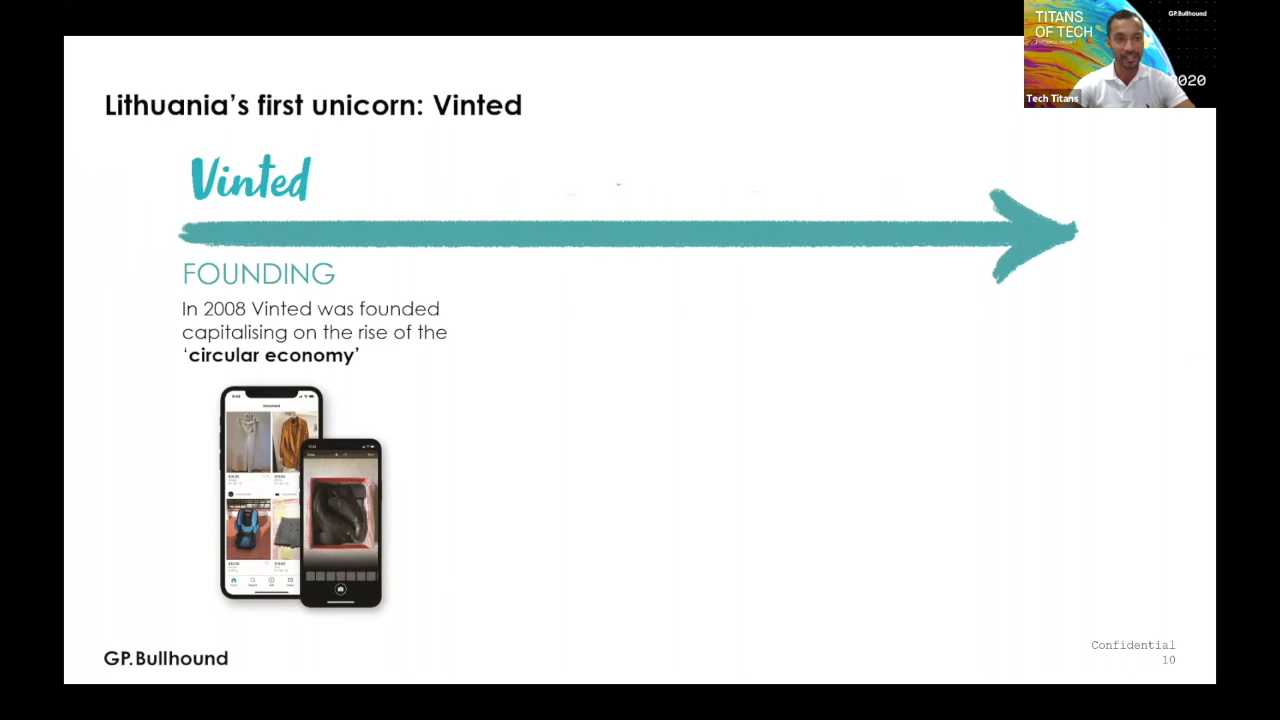 TITANS
OF TECH
GP.Bullhound
2020
Tech Titans
Lithuania's first unicorn: Vinted
Vinted
FOUNDING
In 2008 Vinted was founded
capitalising on the rise of the
‘circular economy’
GP.Bullhound
Confidential
10